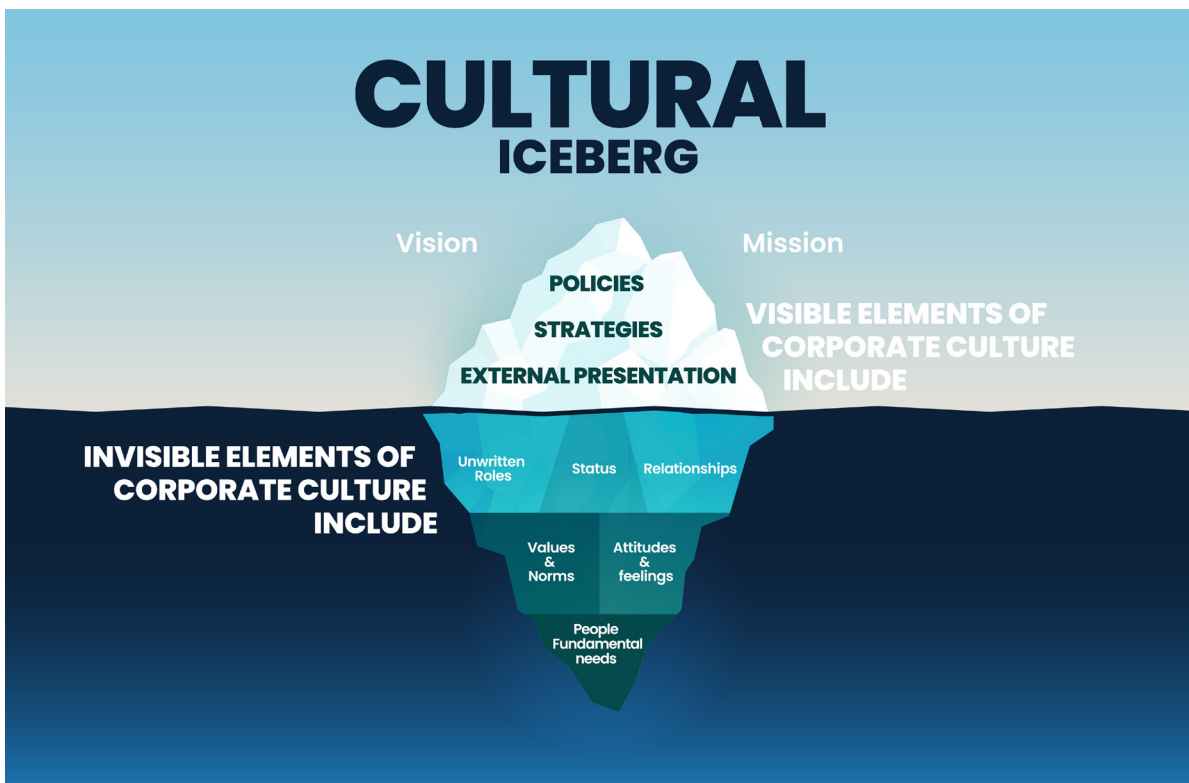 CULTURAL
ICEBERG
Vision
Mission
POLICIES
STRATEGIES
EXTERNAL PRESENTATION
VISIBLE ELEMENTS OF
CORPORATE CULTURE
INCLUDE
INVISIBLE ELEMENTS OF
CORPORATE CULTURE
INCLUDE
Unwritten
Roles
Status
Relationships
Values
&
Norms
Attitudes
&
feelings
People
Fundamental
needs